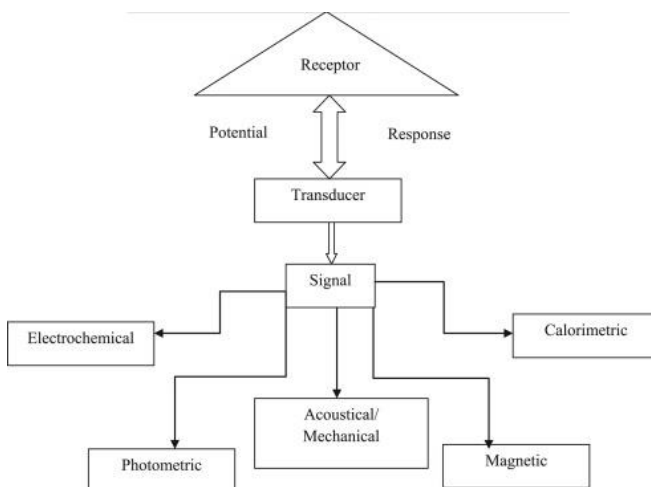 Receptor
Potential
Response
Transducer
Signal
Electrochemical
Calorimetric
Acoustical/
Mechanical
Photometric
Magnetic